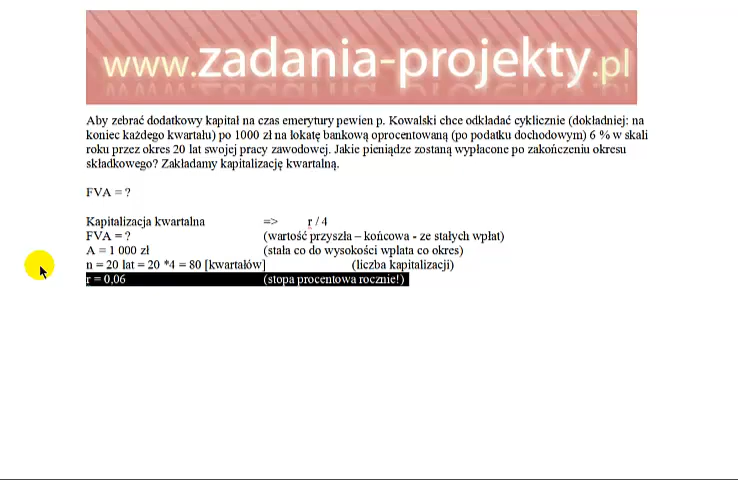 www.zadania-projekty.pl
Aby zebrać dodatkowy kapitał na czas emerytury pewien p. Kowalski chce odkładać cyklicznie (dokładniej: na
koniec każdego kwartału) po 1000 zł na lokatę bankową oprocentowaną (po podatku dochodowym) 6 % w skali
roku przez okres 20 lat swojej pracy zawodowej. Jakie pieniądze zostaną wypłacone po zakończeniu okresu
składkowego? Zakładamy kapitalizację kwartalną.
FVA = ?
Kapitalizacja kwartalna => r / 4
FVA = ? (wartość przyszła – końcowa - ze stałych wpłat)
A = 1 000 zł (stała co do wysokości wpłata co okres)
n = 20 lat = 20 *4 = 80 [kwartałów] (liczba kapitalizacji)
r = 0,06 (stopa procentowa rocznie!)